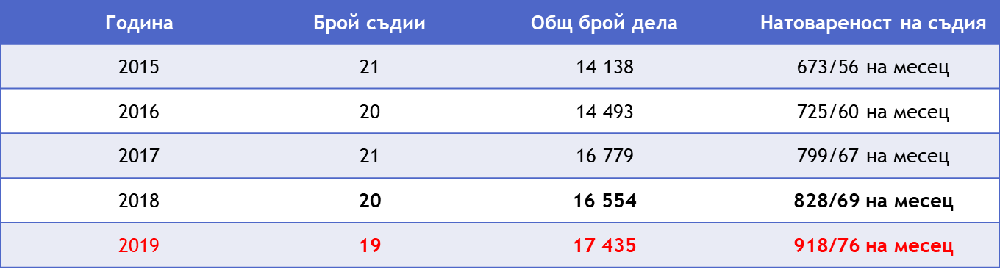 Година Брой съдии Общ брой дела Натовареност на съдия
2015 21 14 138 673/56 на месец
2016 20 14 493 725/60 на месец
2017 21 16 779 799/67 на месец
2018 20 16 554 828/69 на месец
2019 19 17 435 918/76 на месец